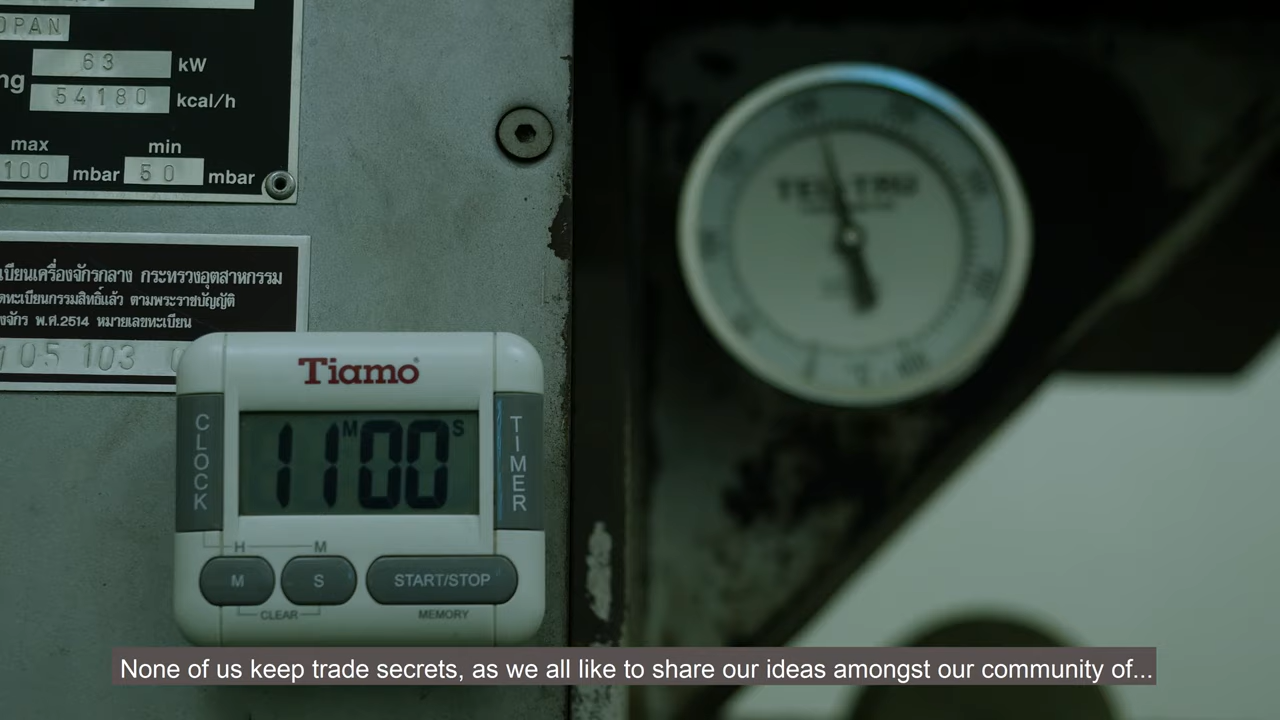 OPAN
63 kW
ng 54180 kcal/h
max min
100 mbar 50 mbar
เบียนเครื่องจักรกลาง กระทรวงอุตสาหกรรม
ดทะเบียนกรรมสิทธิ์แล้ว ตามพระราชบัญญัติ
องจักร พ.ศ.2514 หมายเลขทะเบียน
05 103
Tiamo
CLOCK
11 M 00 S
TIMER
H M
M S START/STOP
CLEAR MEMORY
None of us keep trade secrets, as we all like to share our ideas amongst our community of...